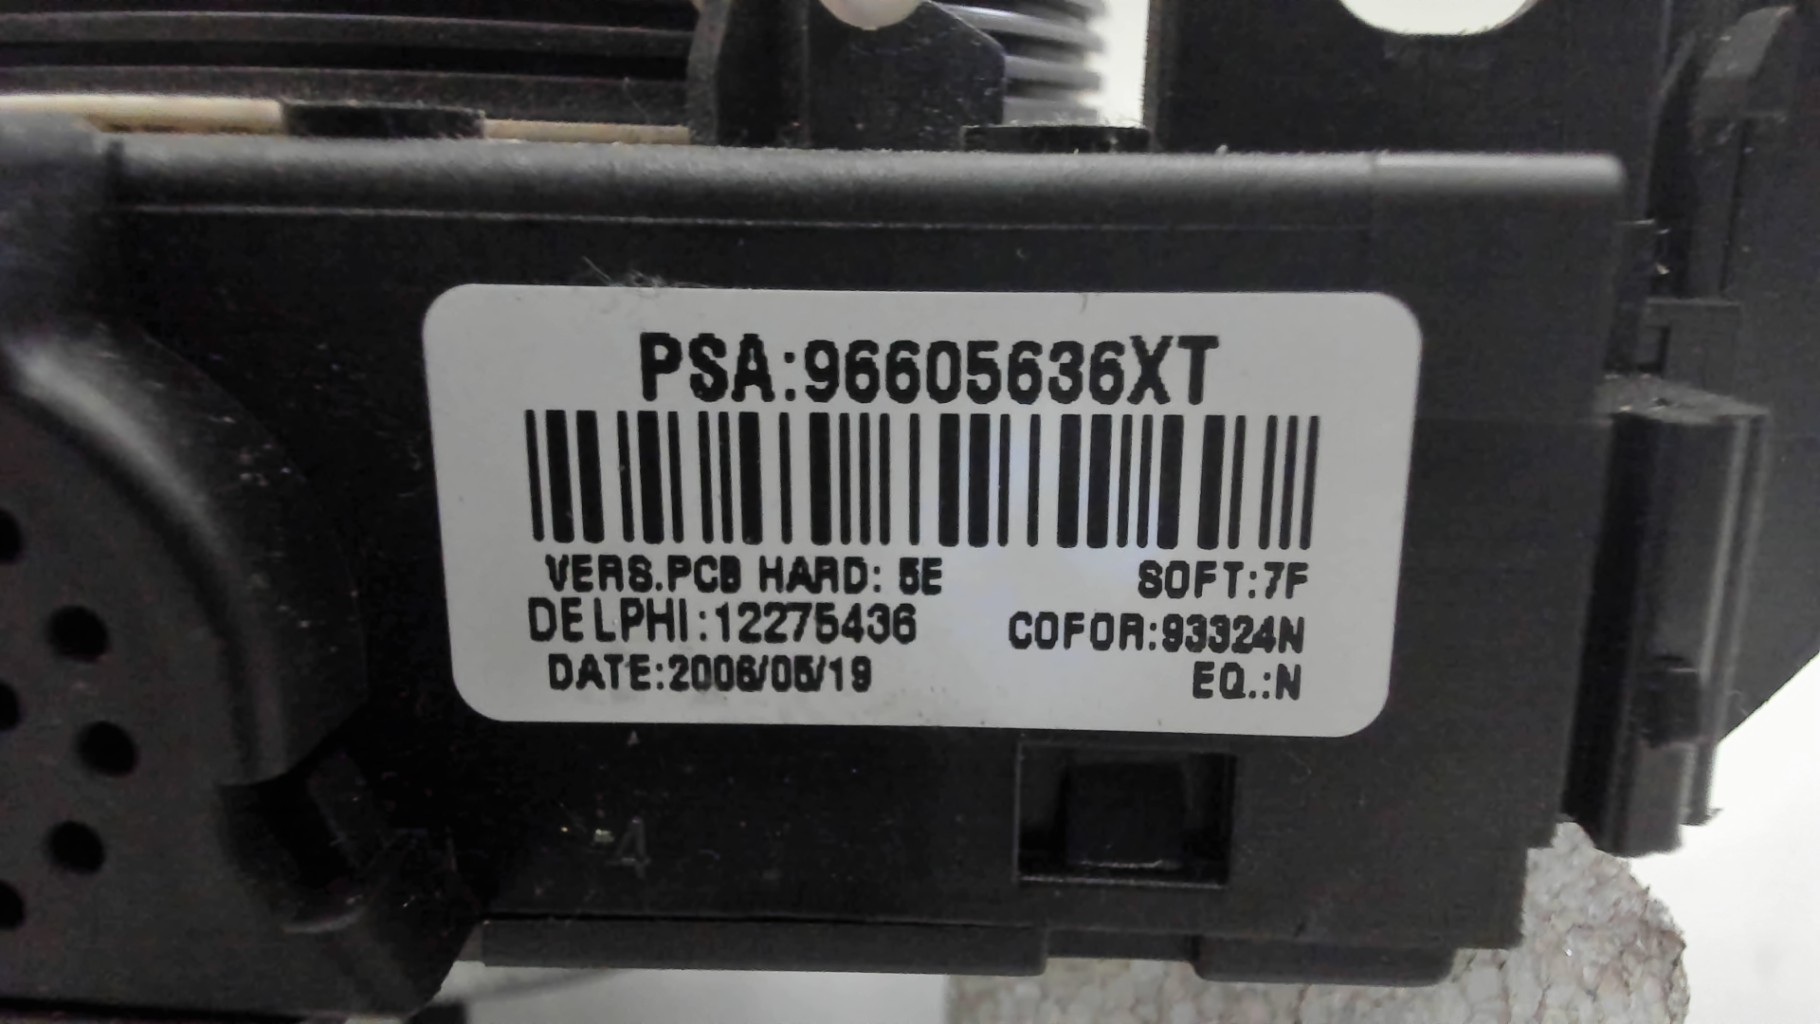 PSA:96605636XT
VERS.PCB HARD: 5E SOFT:7F
DELPHI:12275436 COFOR:93324N
DATE:2006/05/19 EQ.:N
4